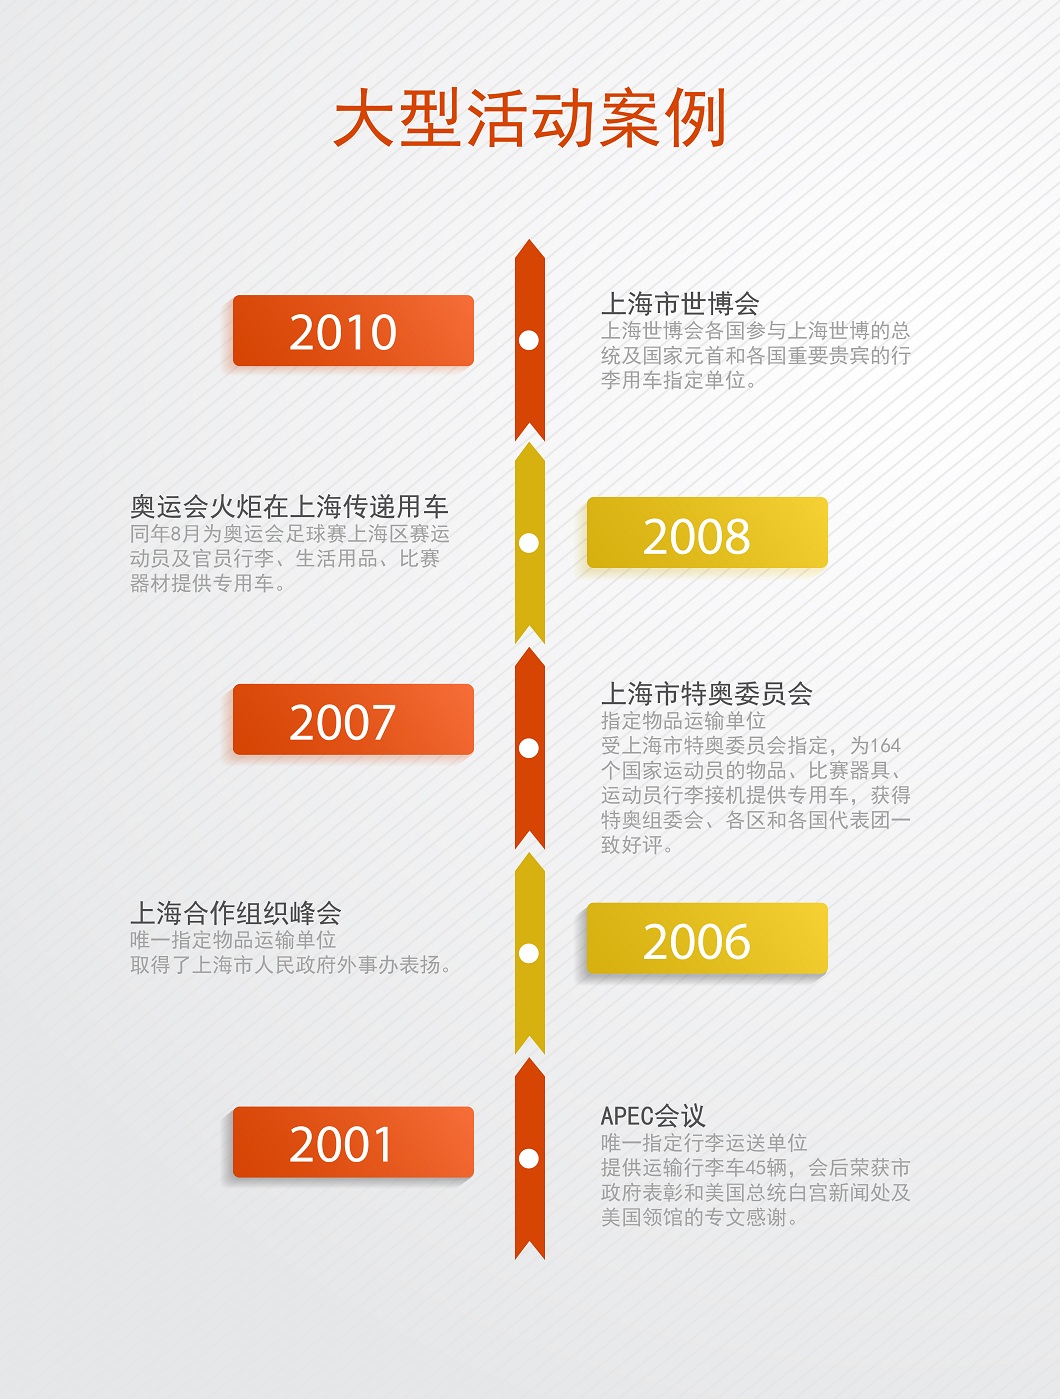 大型活动案例
2010
上海市世博会
上海世博会各国参与上海世博的总
统及国家元首和各国重要贵宾的行
李用车指定单位。
奥运会火炬在上海传递用车
同年8月为奥运会足球赛上海区赛运
动员及官员行李、生活用品、比赛
器材提供专用车。
2008
2007
上海市特奥委员会
指定物品运输单位
受上海市特奥委员会指定，为164
个国家运动员的物品、比赛器具、
运动员行李接机提供专用车，获得
特奥组委会、各区和各国代表团一
致好评。
上海合作组织峰会
唯一指定物品运输单位
取得了上海市人民政府外事办表扬。
2006
2001
APEC会议
唯一指定行李运送单位
提供运输行李车45辆，会后荣获市
政府表彰和美国总统白宫新闻处及
美国领馆的专文感谢。